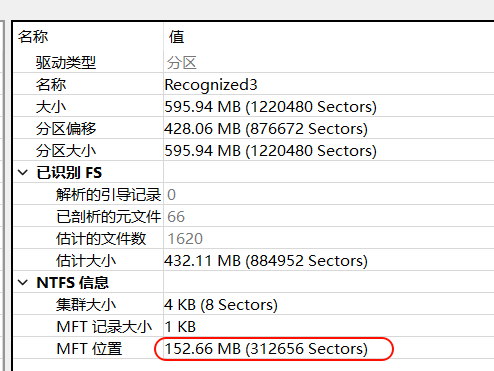 名称 值
驱动类型 分区
名称 Recognized3
大小 595.94 MB (1220480 Sectors)
分区偏移 428.06 MB (876672 Sectors)
分区大小 595.94 MB (1220480 Sectors)
已识别 FS
解析的引导记录 0
已剖析的元文件 66
估计的文件数 1620
估计大小 432.11 MB (884952 Sectors)
NTFS 信息
集群大小 4 KB (8 Sectors)
MFT 记录大小 1 KB
MFT 位置 152.66 MB (312656 Sectors)